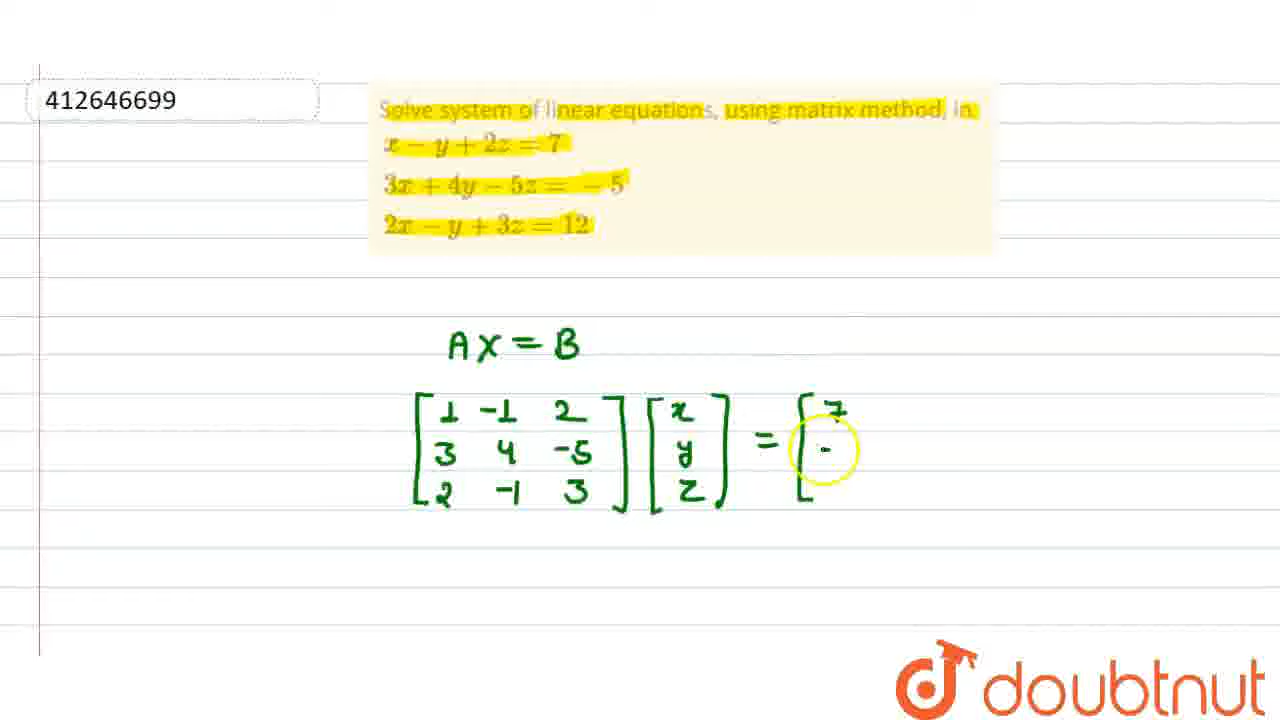 412646699
Solve system of linear equations, using matrix method, in.
x − y + 2z = 7
3x + 4y − 5z = − 5
2x − y + 3z = 12
AX = B
[1 -1 2] [x] = [7
[3 4 -5] [y] -
[2 -1 3] [z]
doubtnut